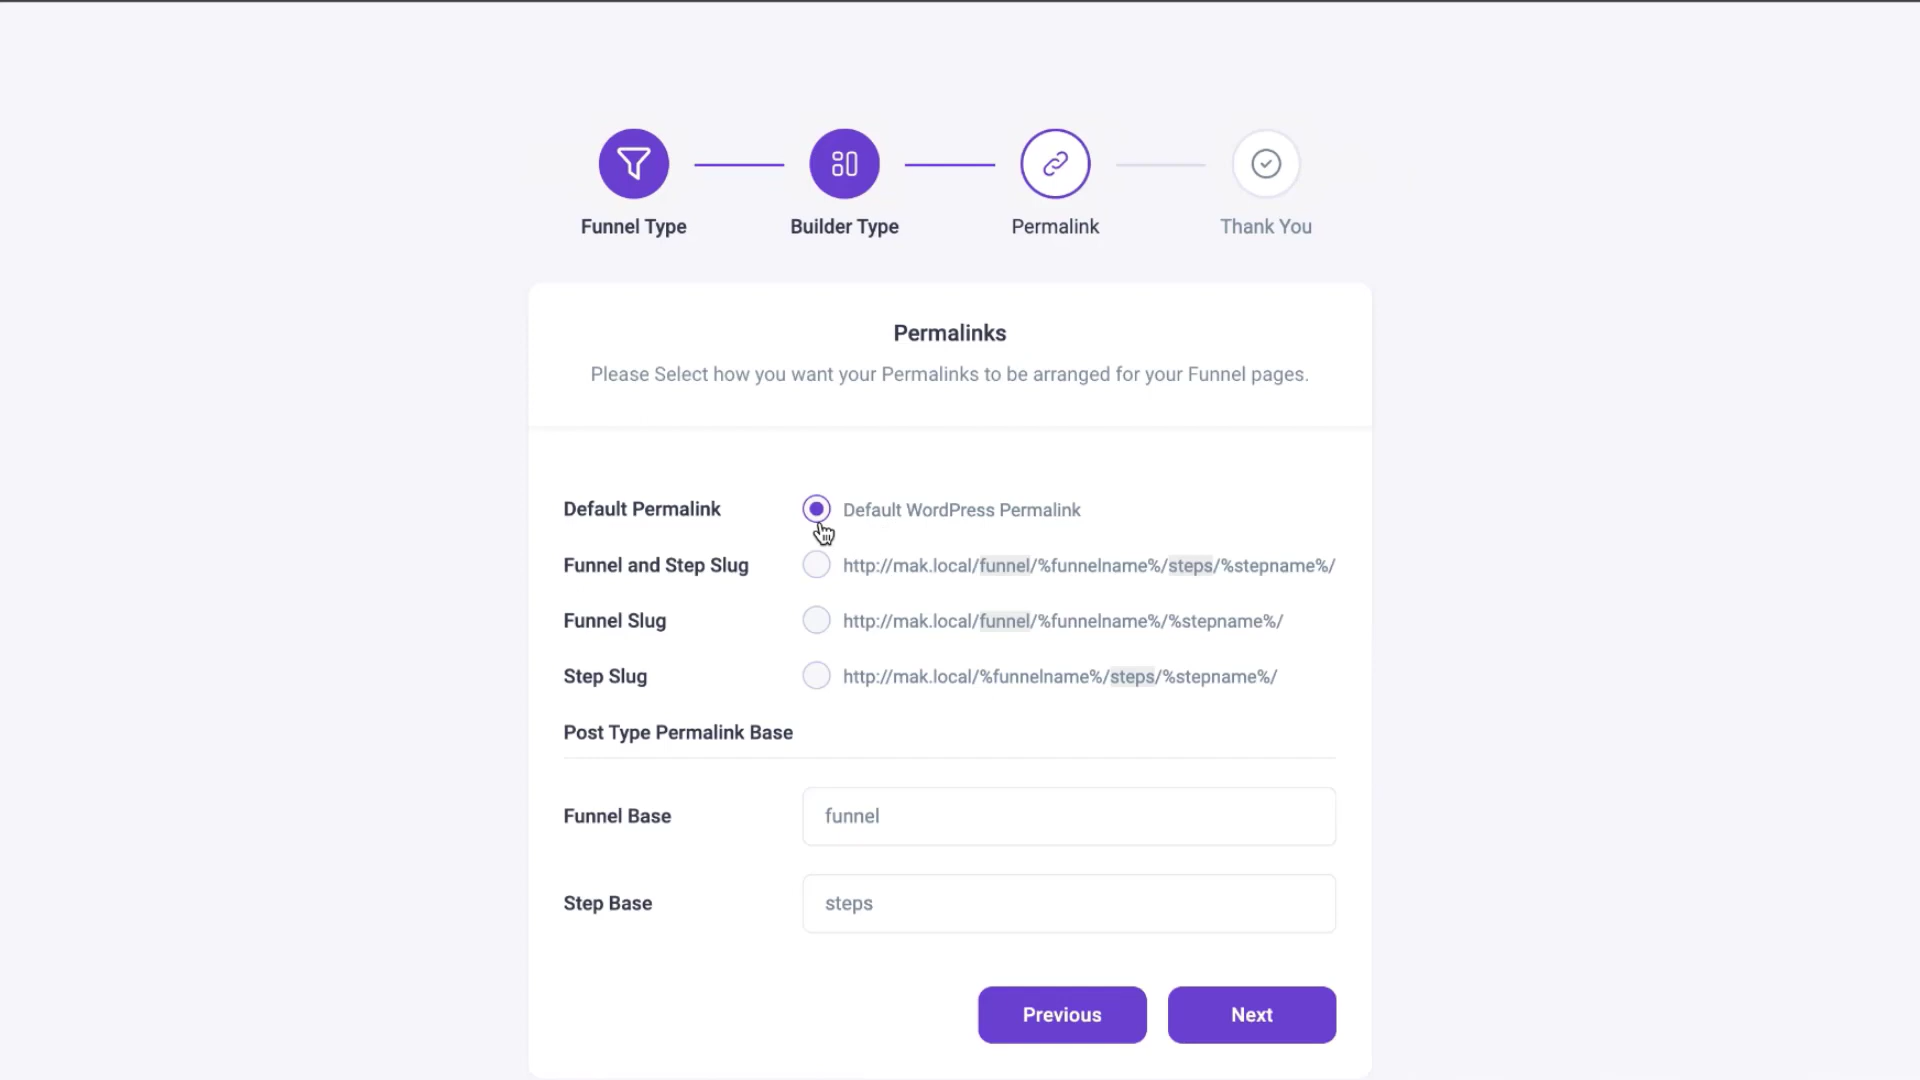 Funnel Type
Builder Type
Permalink
Thank You
Permalinks
Please Select how you want your Permalinks to be arranged for your Funnel pages.
Default Permalink
Default WordPress Permalink
Funnel and Step Slug
http://mak.local/funnel/%funnelname%/steps/%stepname%/
Funnel Slug
http://mak.local/funnel/%funnelname%/%stepname%/
Step Slug
http://mak.local/%funnelname%/steps/%stepname%/
Post Type Permalink Base
Funnel Base
funnel
Step Base
steps
Previous
Next